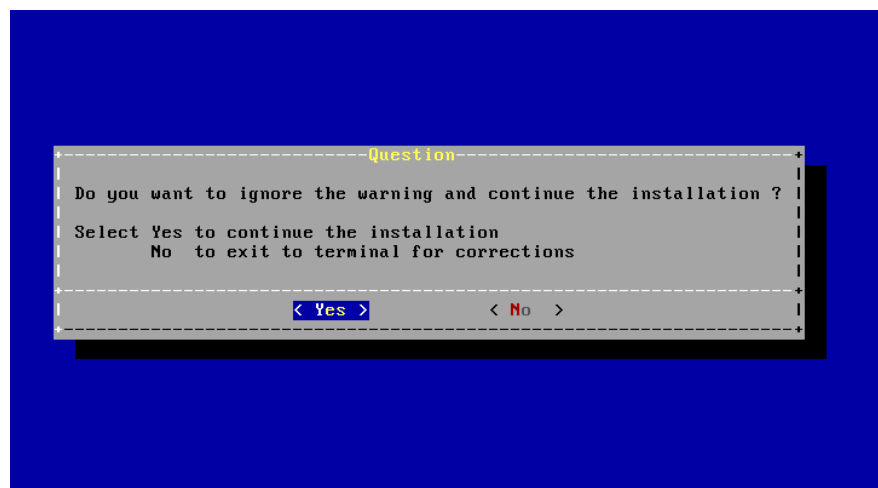 Question
Do you want to ignore the warning and continue the installation ?
Select Yes to continue the installation
No to exit to terminal for corrections
< Yes > < No >